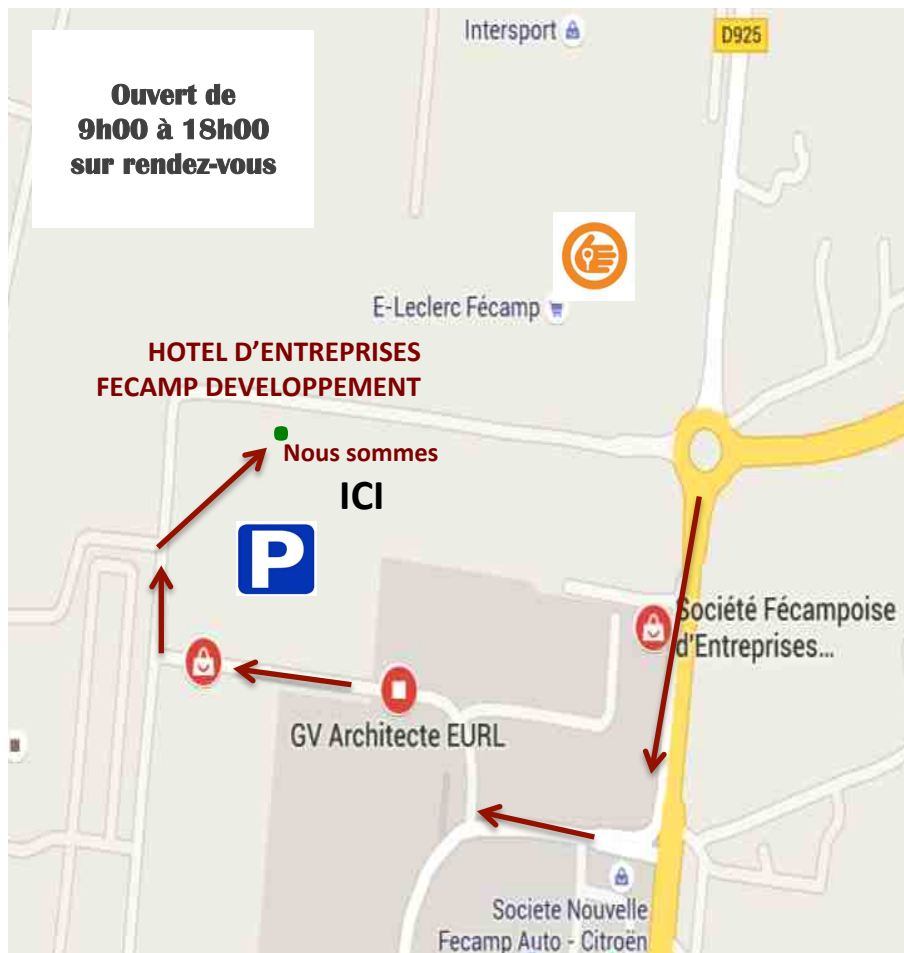 Intersport
D925
Ouvert de
9h00 à 18h00
sur rendez-vous
E-Leclerc Fécamp
HOTEL D’ENTREPRISES
FECAMP DEVELOPPEMENT
Nous sommes
ICI
P
Société Fécampoise
d'Entreprises...
GV Architecte EURL
Societe Nouvelle
Fecamp Auto - Citroën